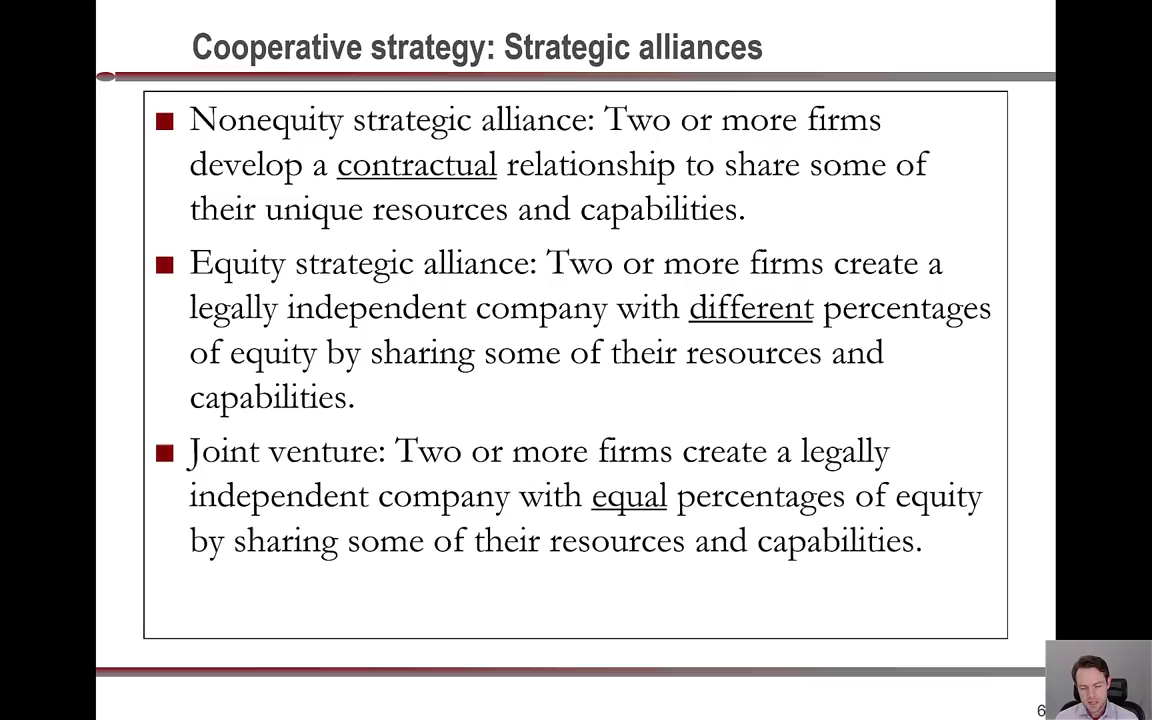 Cooperative strategy: Strategic alliances
Nonequity strategic alliance: Two or more firms
develop a contractual relationship to share some of
their unique resources and capabilities.
Equity strategic alliance: Two or more firms create a
legally independent company with different percentages
of equity by sharing some of their resources and
capabilities.
Joint venture: Two or more firms create a legally
independent company with equal percentages of equity
by sharing some of their resources and capabilities.
6